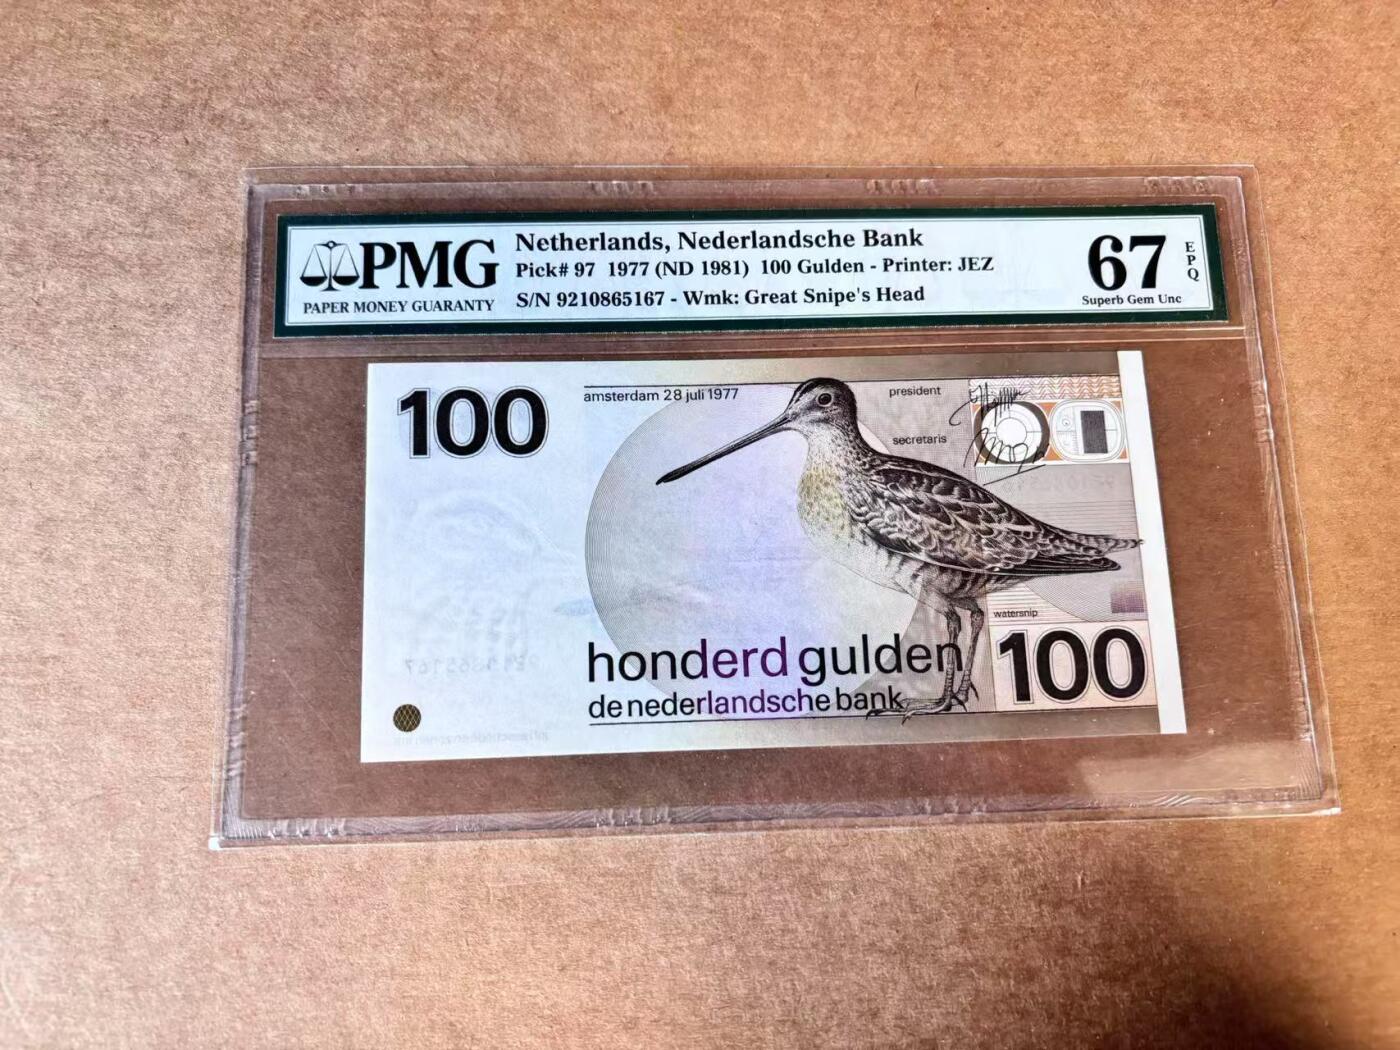 PMG
PAPER MONEY GUARANTY
Netherlands, Nederlandsche Bank
Pick# 97 1977 (ND 1981) 100 Gulden - Printer: JEZ
S/N 9210865167 - Wmk: Great Snipe's Head
67
EPQ
Superb Gem Unc
100
amsterdam 28 juli 1977
president
secretaris
watersnip
100
honderd gulden
de nederlandsche bank